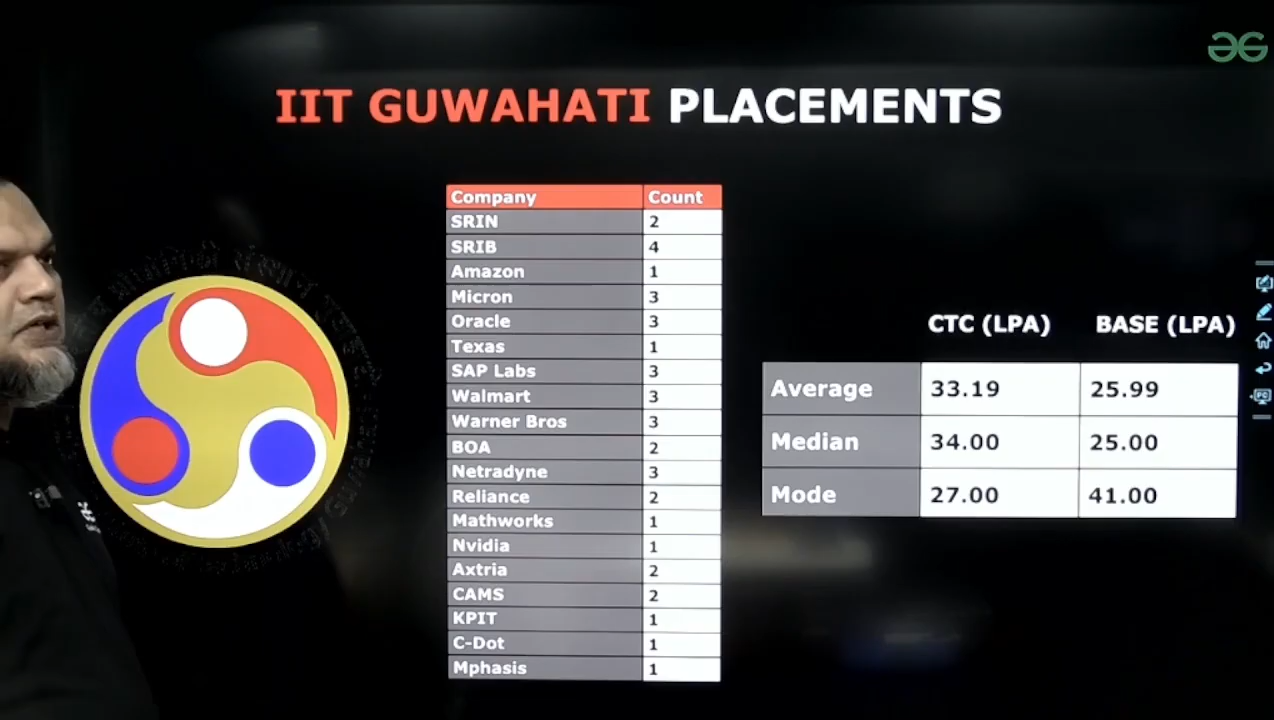 IIT GUWAHATI PLACEMENTS
Company Count
SRIN 2
SRIB 4
Amazon 1
Micron 3
Oracle 3
Texas 1
SAP Labs 3
Walmart 3
Warner Bros 3
BOA 2
Netradyne 3
Reliance 2
Mathworks 1
Nvidia 1
Axtria 2
CAMS 2
KPIT 1
C-Dot 1
Mphasis 1
CTC (LPA) BASE (LPA)
Average 33.19 25.99
Median 34.00 25.00
Mode 27.00 41.00